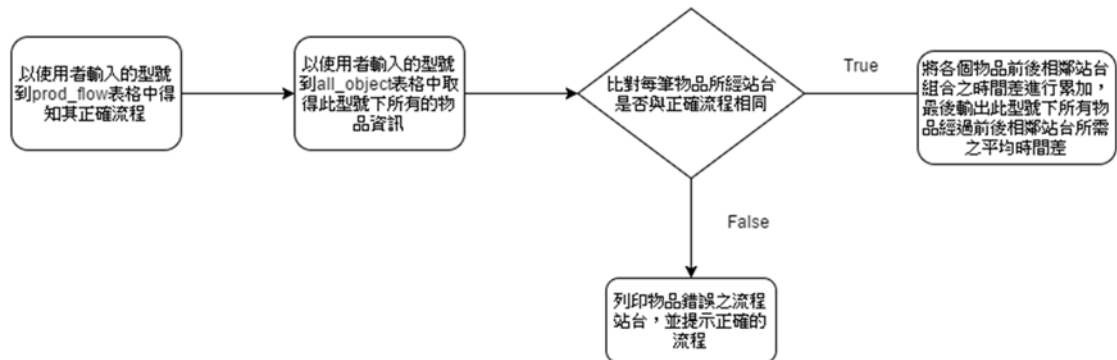 以使用者輸入的型號
到prod_flow表格中得
知其正確流程
以使用者輸入的型號
到all_object表格中取
得此型號下所有的物
品資訊
比對每筆物品所經站台
是否與正確流程相同
True
將各個物品前後相鄰站台
組合之時間差進行累加，
最後輸出此型號下所有物
品經過前後相鄰站台所需
之平均時間差
False
列印物品錯誤之流程
站台，並提示正確的
流程